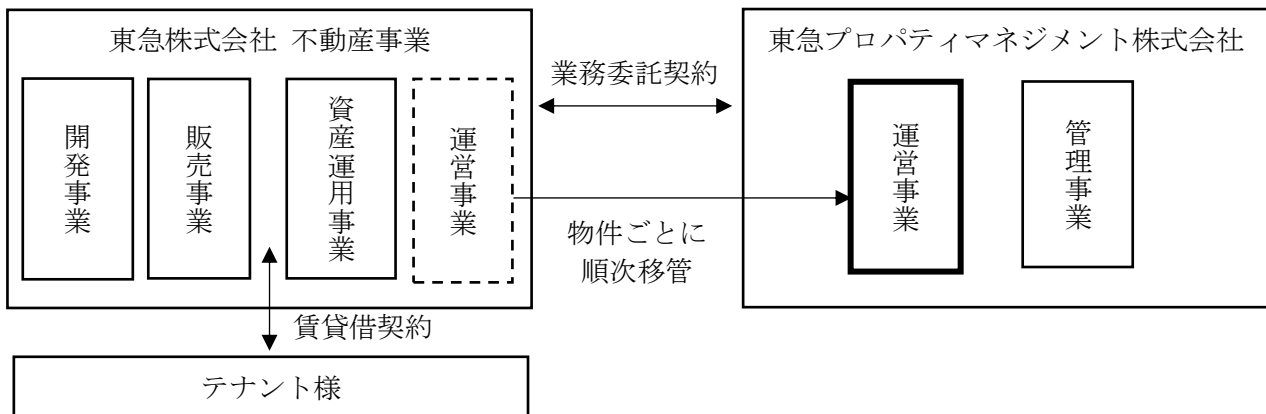 東急株式会社 不動産事業
開発事業
販売事業
資産運用事業
運営事業
業務委託契約
物件ごとに
順次移管
東急プロパティマネジメント株式会社
運営事業
管理事業
賃貸借契約
テナント様